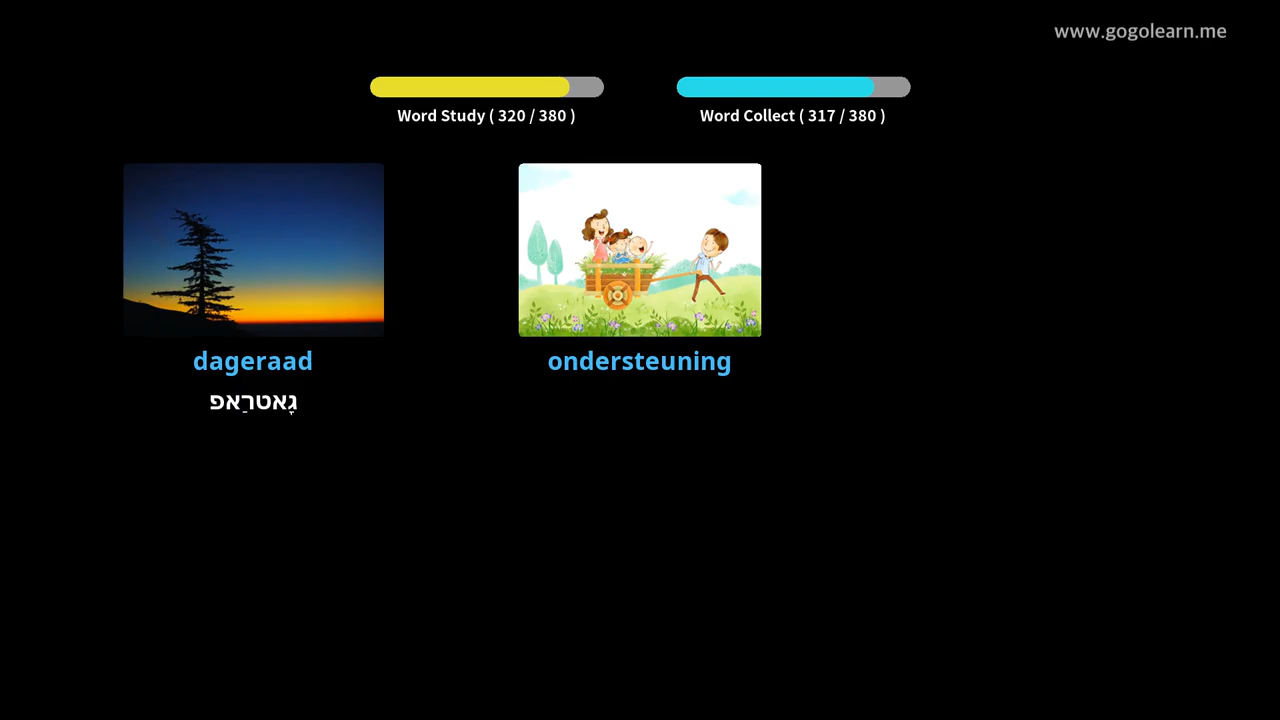 www.gogolearn.me
Word Study ( 320 / 380 )
Word Collect ( 317 / 380 )
dageraad
ondersteuning
גָאטרַאפ